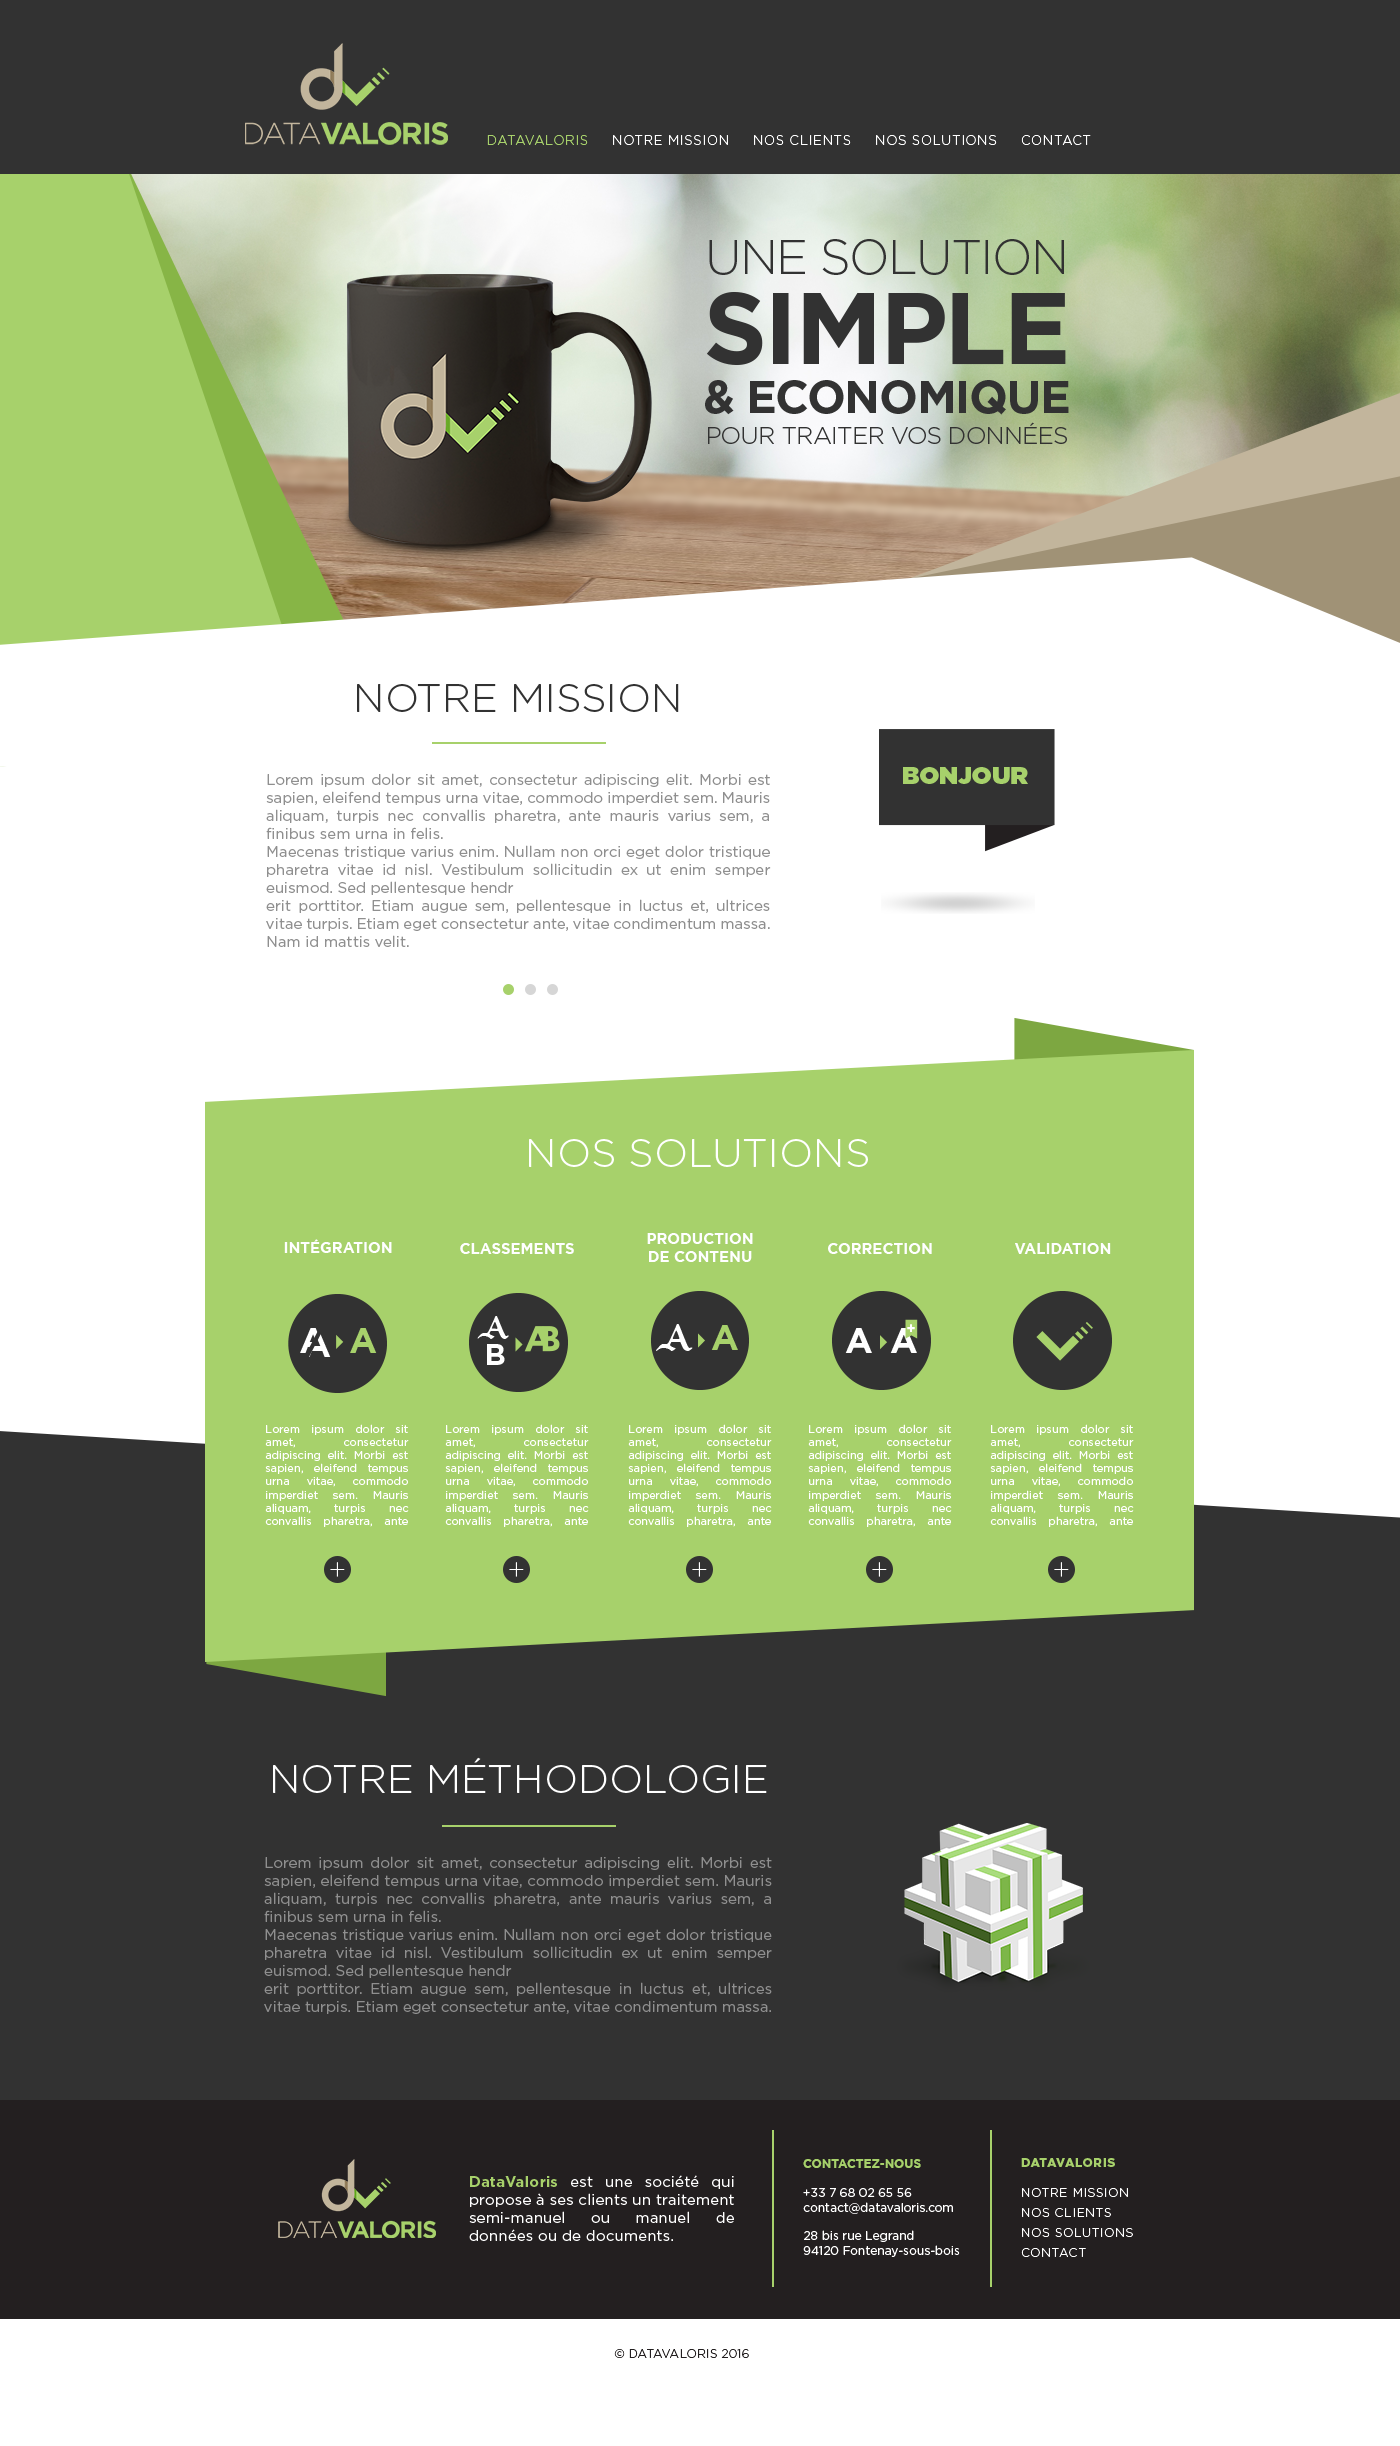 DATAVALORIS
DATAVALORIS NOTRE MISSION NOS CLIENTS NOS SOLUTIONS CONTACT
UNE SOLUTION
SIMPLE
& ECONOMIQUE
POUR TRAITER VOS DONNÉES
NOTRE MISSION
Lorem ipsum dolor sit amet, consectetur adipiscing elit. Morbi est
sapien, eleifend tempus urna vitae, commodo imperdiet sem. Mauris
aliquam, turpis nec convallis pharetra, ante mauris varius sem, a
finibus sem urna in felis.
Maecenas tristique varius enim. Nullam non orci eget dolor tristique
pharetra vitae id nisl. Vestibulum sollicitudin ex ut enim semper
euismod. Sed pellentesque hendr
erit porttitor. Etiam augue sem, pellentesque in luctus et, ultrices
vitae turpis. Etiam eget consectetur ante, vitae condimentum massa.
Nam id mattis velit.
BONJOUR
NOS SOLUTIONS
INTÉGRATION
A A
Lorem ipsum dolor sit
amet, consectetur
adipiscing elit. Morbi est
sapien, eleifend tempus
urna vitae, commodo
imperdiet sem. Mauris
aliquam, turpis nec
convallis pharetra, ante
+
CLASSEMENTS
A
B AB
Lorem ipsum dolor sit
amet, consectetur
adipiscing elit. Morbi est
sapien, eleifend tempus
urna vitae, commodo
imperdiet sem. Mauris
aliquam, turpis nec
convallis pharetra, ante
+
PRODUCTION
DE CONTENU
A A
Lorem ipsum dolor sit
amet, consectetur
adipiscing elit. Morbi est
sapien, eleifend tempus
urna vitae, commodo
imperdiet sem. Mauris
aliquam, turpis nec
convallis pharetra, ante
+
CORRECTION
A A+
Lorem ipsum dolor sit
amet, consectetur
adipiscing elit. Morbi est
sapien, eleifend tempus
urna vitae, commodo
imperdiet sem. Mauris
aliquam, turpis nec
convallis pharetra, ante
+
VALIDATION
Lorem ipsum dolor sit
amet, consectetur
adipiscing elit. Morbi est
sapien, eleifend tempus
urna vitae, commodo
imperdiet sem. Mauris
aliquam, turpis nec
convallis pharetra, ante
+
NOTRE MÉTHODOLOGIE
Lorem ipsum dolor sit amet, consectetur adipiscing elit. Morbi est
sapien, eleifend tempus urna vitae, commodo imperdiet sem. Mauris
aliquam, turpis nec convallis pharetra, ante mauris varius sem, a
finibus sem urna in felis.
Maecenas tristique varius enim. Nullam non orci eget dolor tristique
pharetra vitae id nisl. Vestibulum sollicitudin ex ut enim semper
euismod. Sed pellentesque hendr
erit porttitor. Etiam augue sem, pellentesque in luctus et, ultrices
vitae turpis. Etiam eget consectetur ante, vitae condimentum massa.
DATAVALORIS
DataValoris est une société qui
propose à ses clients un traitement
semi-manuel ou manuel de
données ou de documents.
CONTACTEZ-NOUS
+33 7 68 02 65 56
contact@datavaloris.com
28 bis rue Legrand
94120 Fontenay-sous-bois
DATAVALORIS
NOTRE MISSION
NOS CLIENTS
NOS SOLUTIONS
CONTACT
© DATAVALORIS 2016